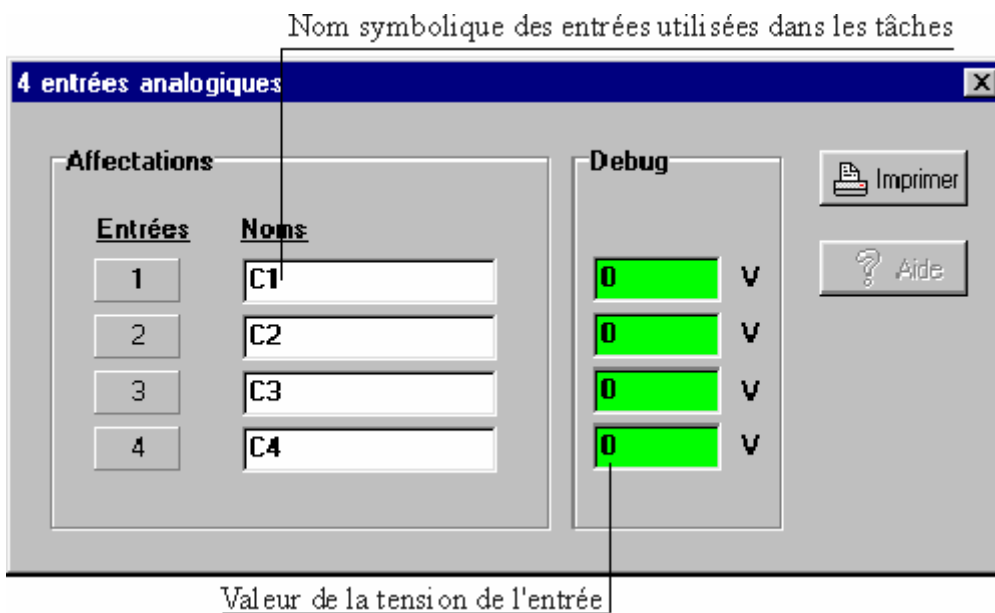 Nom symbolique des entrées utilisées dans les tâches
4 entrées analogiques
Affectations
Debug
Imprimer
Entrées Noms
Aide
1 C1 0 V
2 C2 0 V
3 C3 0 V
4 C4 0 V
Valeur de la tension de l'entrée